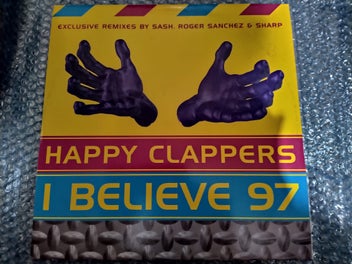 EXCLUSIVE REMIXES BY SASH, ROGER SANCHEZ & SHARP
HAPPY CLAPPERS
I BELIEVE 97